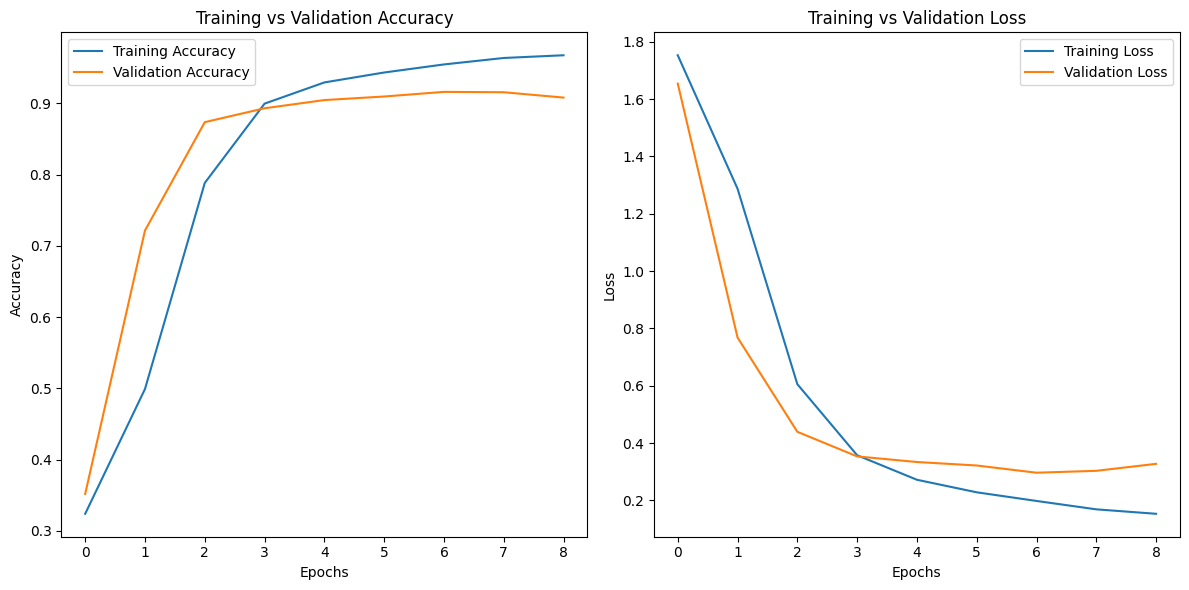 Training vs Validation Accuracy
Training Accuracy
Validation Accuracy
0.9
0.8
0.7
0.6
0.5
0.4
0.3
Accuracy
0 1 2 3 4 5 6 7 8
Epochs
Training vs Validation Loss
Training Loss
Validation Loss
1.8
1.6
1.4
1.2
1.0
0.8
0.6
0.4
0.2
Loss
0 1 2 3 4 5 6 7 8
Epochs